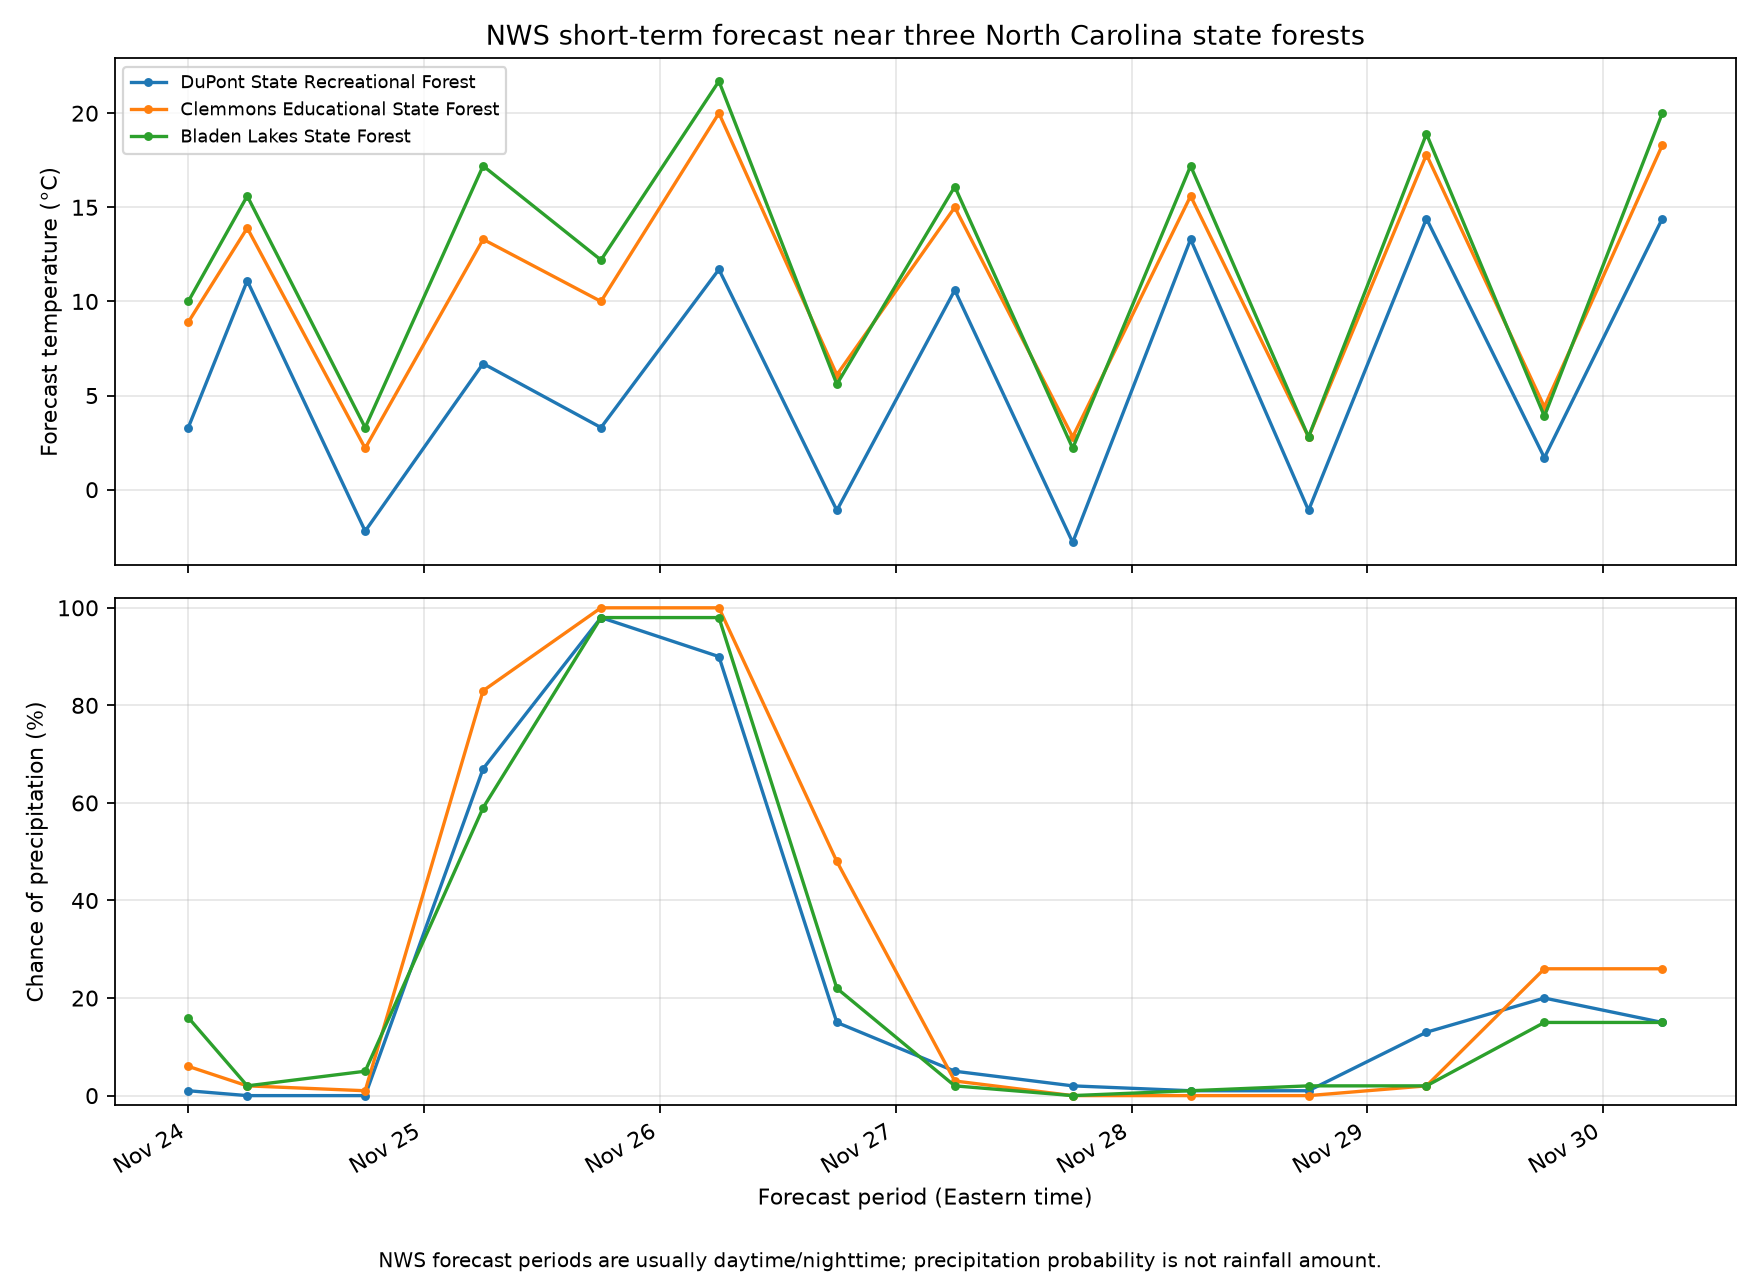 NWS short-term forecast near three North Carolina state forests
DuPont State Recreational Forest
Clemmons Educational State Forest
Bladen Lakes State Forest
Forecast temperature (°C)
20
15
10
5
0
Chance of precipitation (%)
100
80
60
40
20
0
Nov 24
Nov 25
Nov 26
Nov 27
Nov 28
Nov 29
Nov 30
Forecast period (Eastern time)
NWS forecast periods are usually daytime/nighttime; precipitation probability is not rainfall amount.